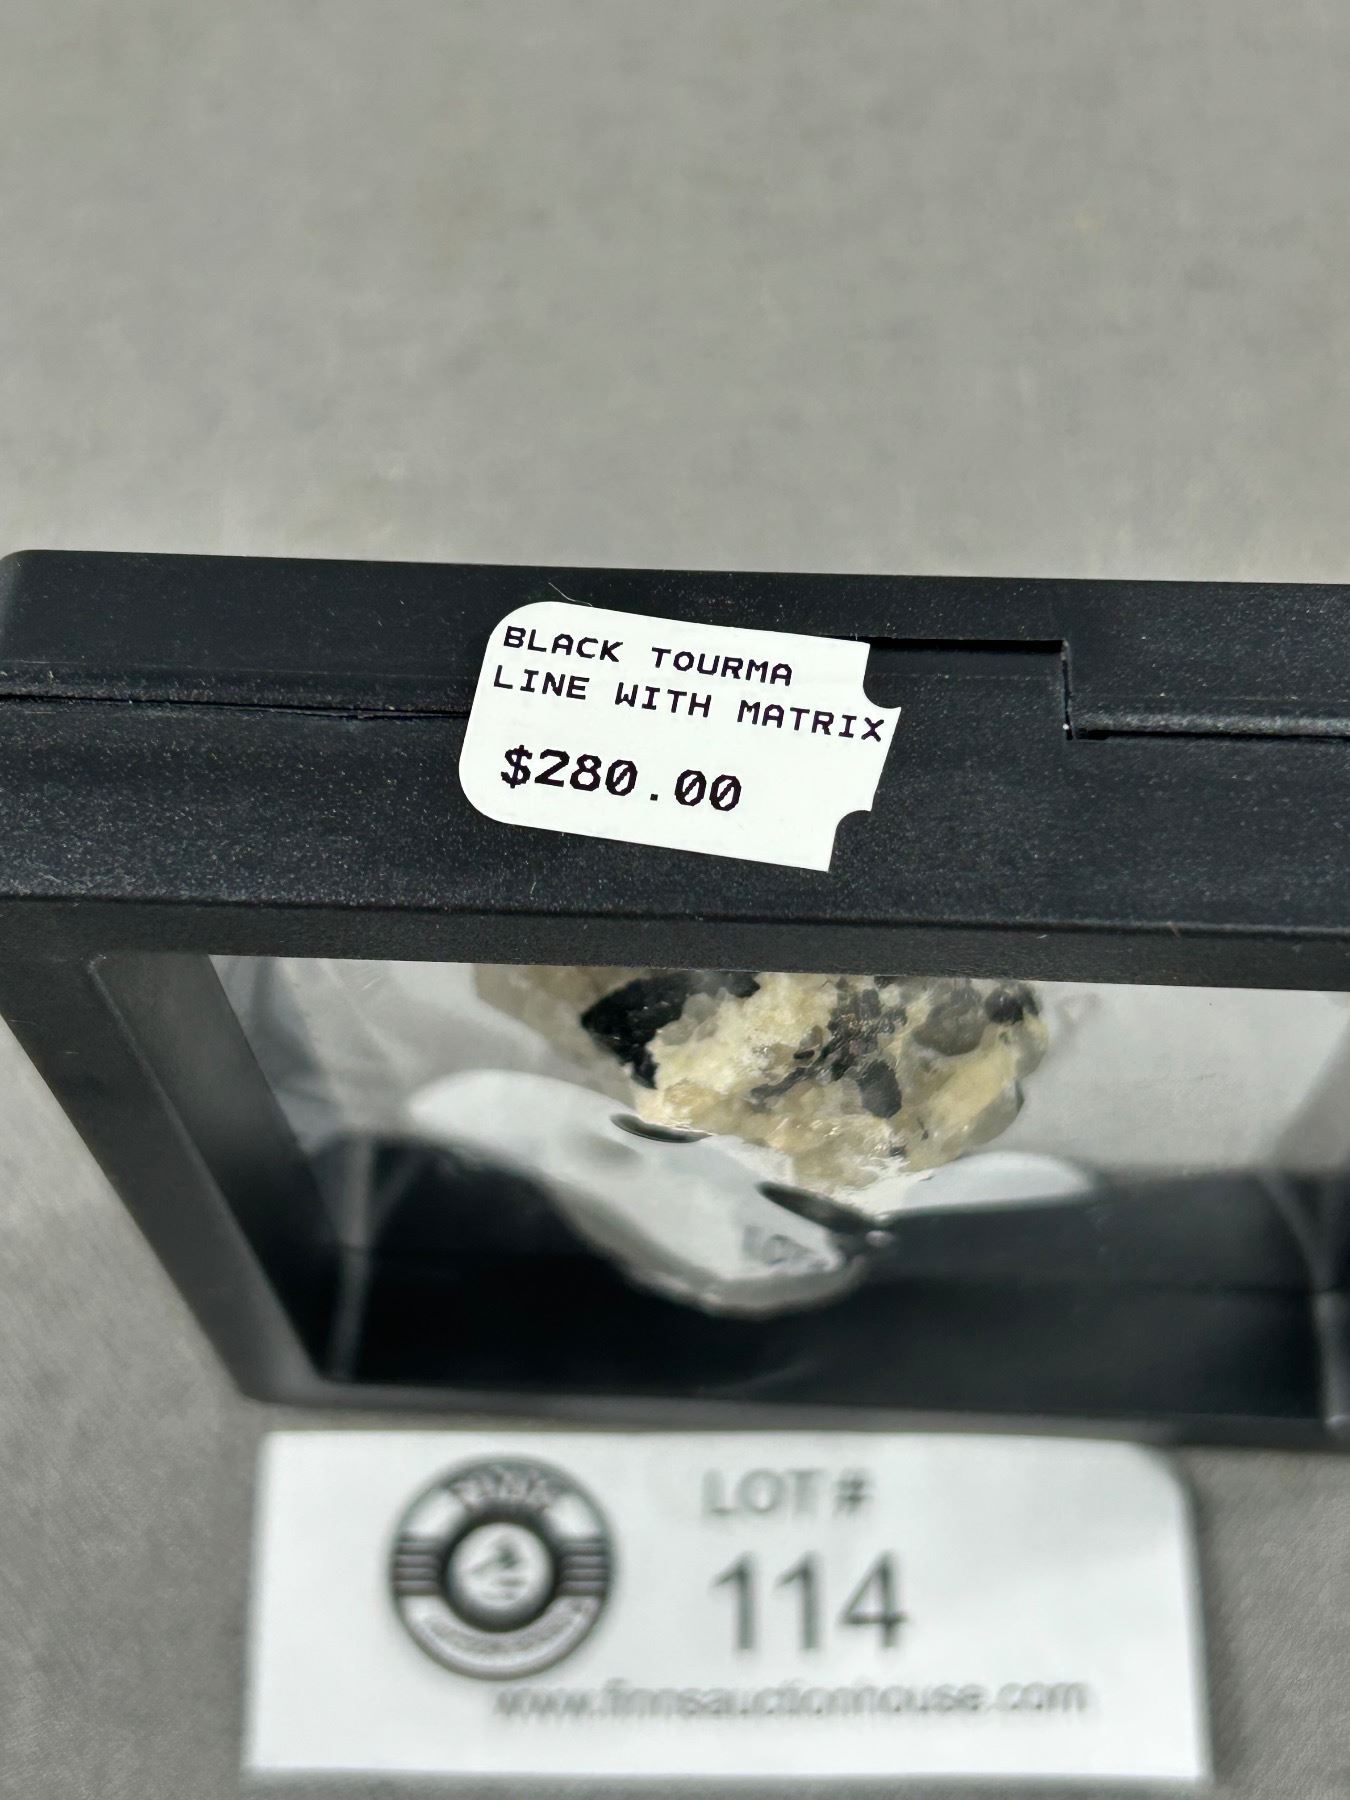 BLACK TOURMA
LINE WITH MATRIX
$280.00
LOT #
114
www.finnsauctionhouse.com